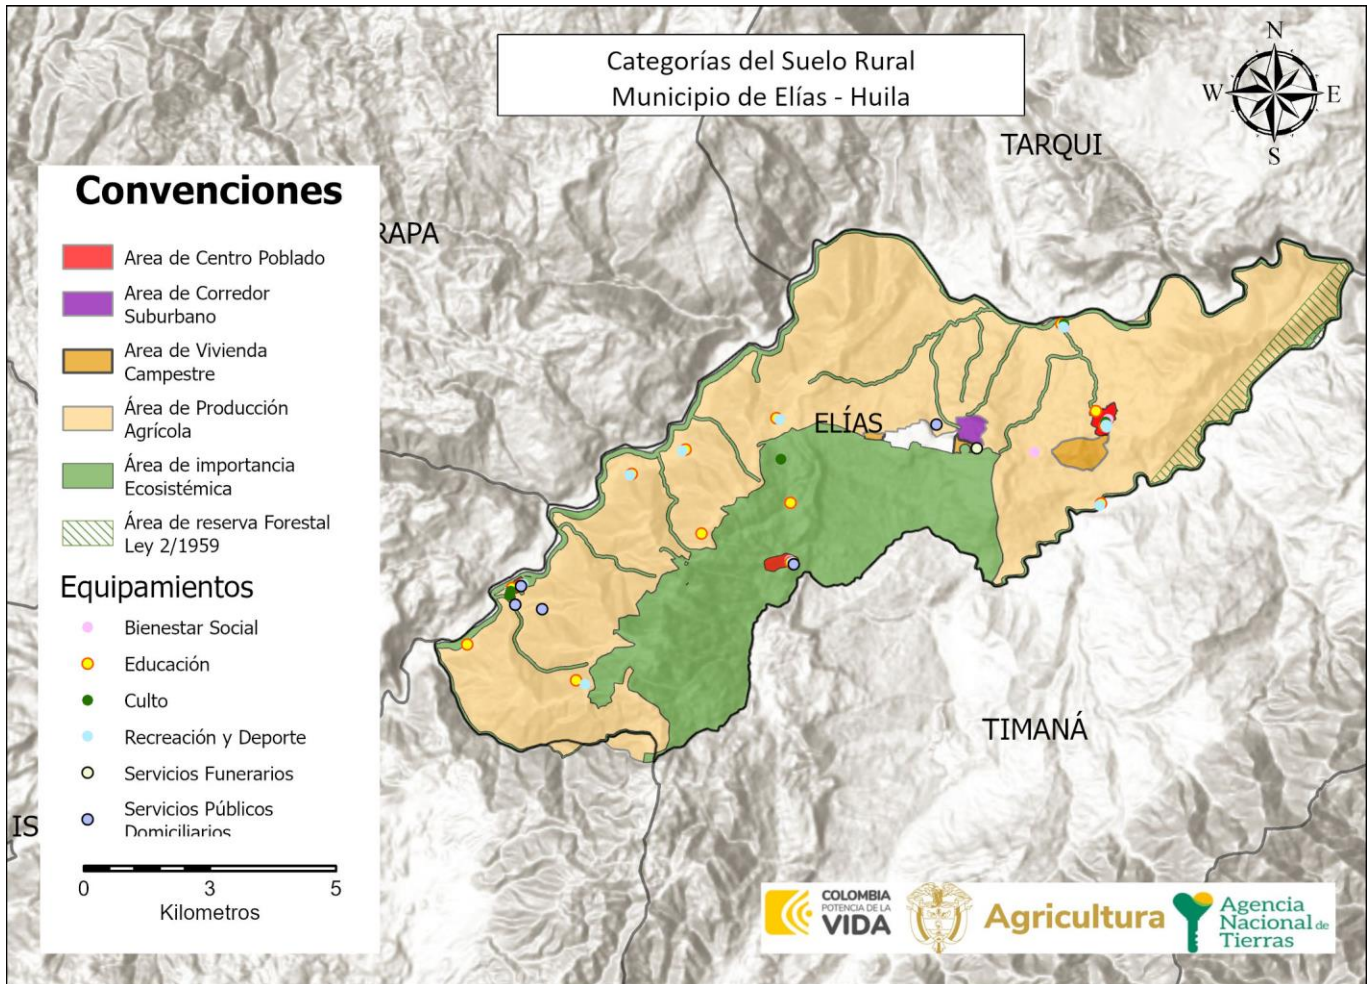 Categorías del Suelo Rural
Municipio de Elías - Huila
N
W
E
S
TARQUI
RAPA
ELÍAS
TIMANÁ
IS
Convenciones
Area de Centro Poblado
Area de Corredor
Suburbano
Area de Vivienda
Campestre
Área de Producción
Agrícola
Área de importancia
Ecosistémica
Área de reserva Forestal
Ley 2/1959
Equipamientos
Bienestar Social
Educación
Culto
Recreación y Deporte
Servicios Funerarios
Servicios Públicos
Domiciliarios
0 3 5
Kilometros
COLOMBIA
POTENCIA DE LA
VIDA
Agricultura
Agencia
Nacional de
Tierras